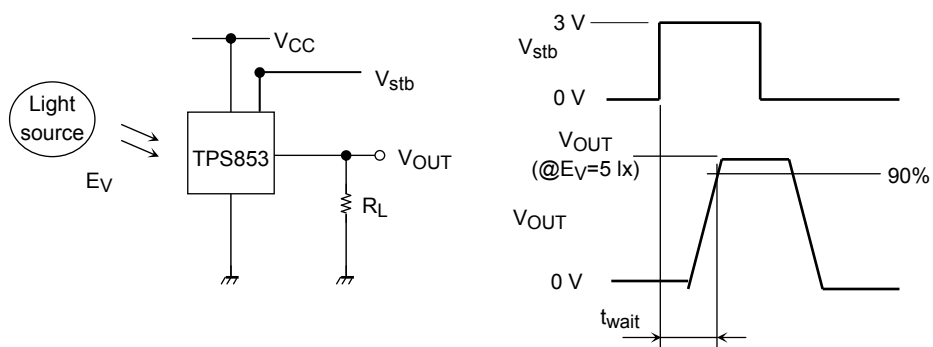 VCC
Vstb
Light
source
TPS853
VOUT
EV
RL
3 V
Vstb
0 V
VOUT
(@EV=5 lx)
90%
VOUT
0 V
twait